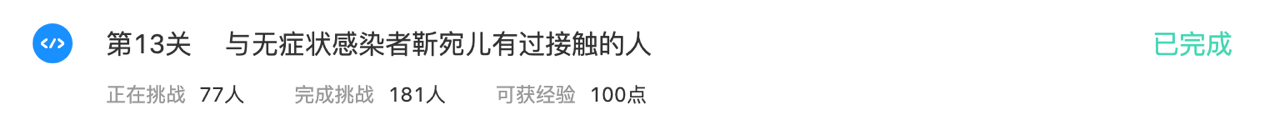 第13关 与无症状感染者靳宛儿有过接触的人 已完成
正在挑战 77人 完成挑战 181人 可获经验 100点